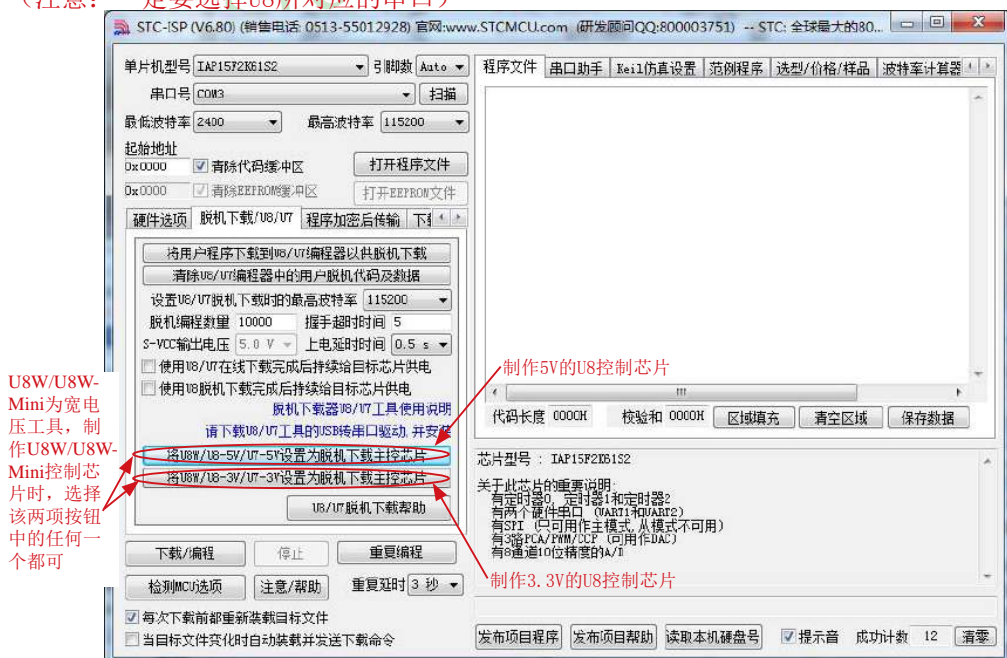 （注意：一定要选择U8所对应的串口）
STC-ISP (V6.80) (销售电话: 0513-55012928) 官网:www.STCMCU.com (研发顾问QQ:800003751) -- STC: 全球最大的80...
单片机型号 IAP15F2K61S2 引脚数 Auto
串口号 COM3 扫描
最低波特率 2400 最高波特率 115200
起始地址
0x0000 清除代码缓冲区 打开程序文件
0x0000 清除EEPROM缓冲区 打开EEPROM文件
硬件选项 脱机下载/U8/U7 程序加密后传输
将用户程序下载到U8/U7编程器以供脱机下载
清除U8/U7编程器中的用户脱机代码及数据
设置U8/U7脱机下载时的最高波特率 115200
脱机编程数量 10000 握手超时时间 5
S-VCC输出电压 5.0 V 上电延时时间 0.5 s
使用U8/U7在线下载完成后持续给目标芯片供电
使用U8脱机下载完成后持续给目标芯片供电
脱机下载器U8/U7工具使用说明
请下载U8/U7工具的USB转串口驱动,并安装
将U8W/U8-5V/U7-5V设置为脱机下载主控芯片
将U8W/U8-3V/U7-3V设置为脱机下载主控芯片
U8/U7脱机下载帮助
下载/编程 停止 重复编程
检测MCU选项 注意/帮助 重复延时 3 秒
每次下载前都重新装载目标文件
当目标文件变化时自动装载并发送下载命令
程序文件 串口助手 Keil仿真设置 范例程序 选型/价格/样品 波特率计算器
代码长度 0000H 校验和 0000H 区域填充 清空区域 保存数据
芯片型号 : IAP15F2K61S2
关于此芯片的重要说明:
有定时器0、定时器1和定时器2
有两个硬件串口 (UART1和UART2)
有SPI (只可用作主模式,从模式不可用)
有3路PCA/PWM/CCP (可用作DAC)
有8通道10位精度的A/D
发布项目程序 发布项目帮助 读取本机硬盘号 提示音 成功计数 12 清零
U8W/U8W-
Mini为宽电
压工具，制
作U8W/U8W-
Mini控制芯
片时，选择
该两项按钮
中的任何一
个都可
制作5V的U8控制芯片
制作3.3V的U8控制芯片